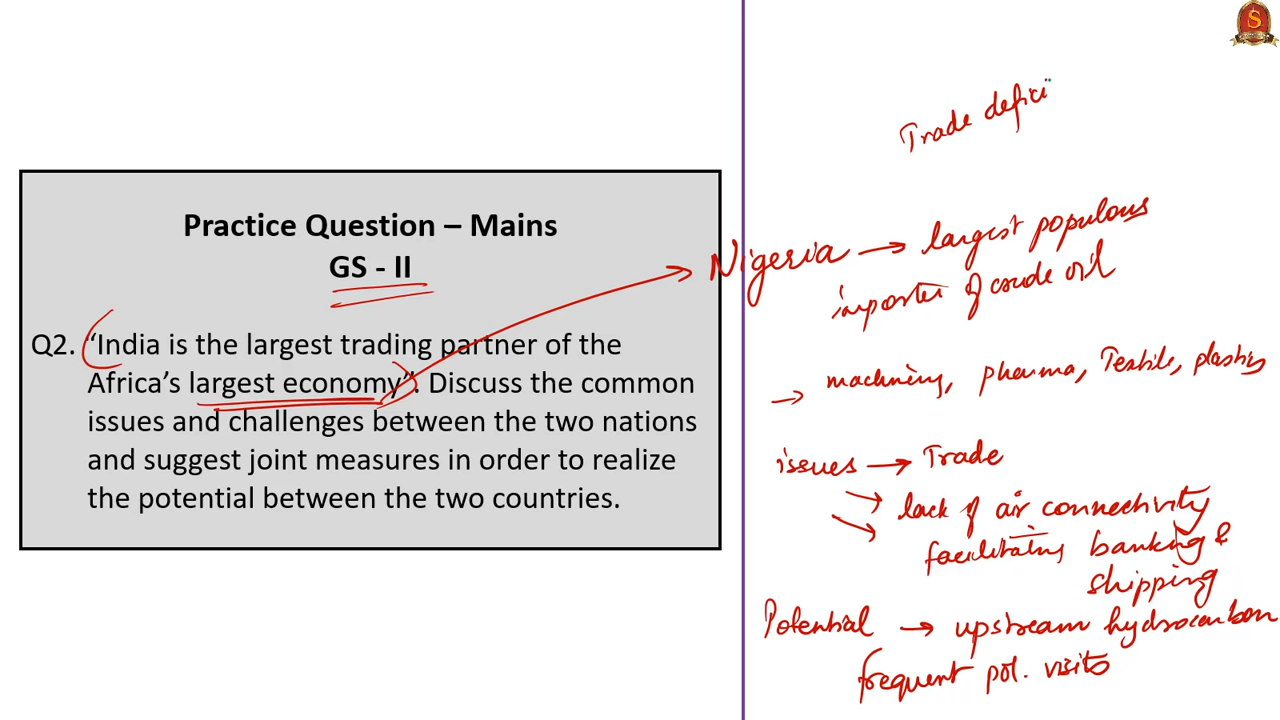 Practice Question – Mains
GS - II
Q2. “India is the largest trading partner of the
Africa’s largest economy”. Discuss the common
issues and challenges between the two nations
and suggest joint measures in order to realize
the potential between the two countries.
Trade defici
Nigeria → largest populous
importer of crude oil
→ machining, pharma, Textile, plastics
issues → Trade
→ lack of air connectivity
→ facilitating banking &
shipping
Potential → upstream hydrocarbon
frequent pol. visits
S